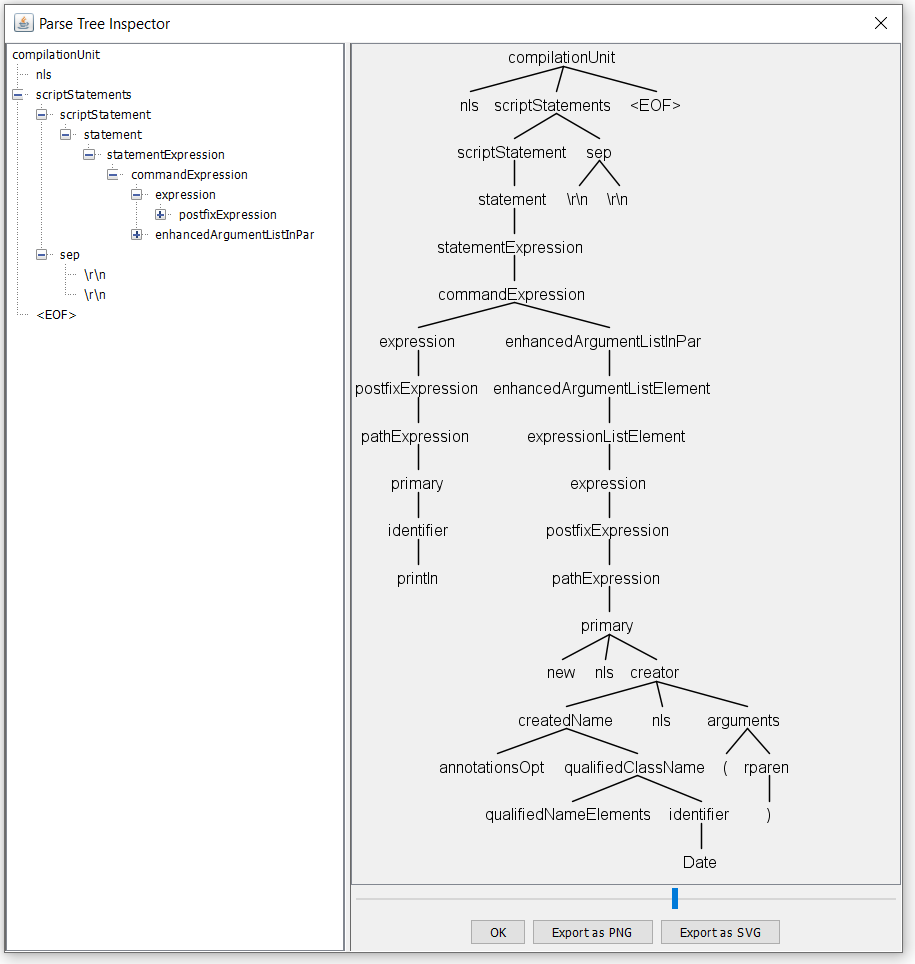 Parse Tree Inspector
compilationUnit
nls
scriptStatements
scriptStatement
statement
statementExpression
commandExpression
expression
postfixExpression
enhancedArgumentListInPar
sep
\r\n
\r\n
<EOF>
compilationUnit
nls scriptStatements <EOF>
scriptStatement sep
statement \r\n \r\n
statementExpression
commandExpression
expression enhancedArgumentListInPar
postfixExpression enhancedArgumentListElement
pathExpression expressionListElement
primary expression
identifier postfixExpression
println pathExpression
primary
new nls creator
createdName nls arguments
annotationsOpt qualifiedClassName ( rparen
qualifiedNameElements identifier )
Date
OK Export as PNG Export as SVG